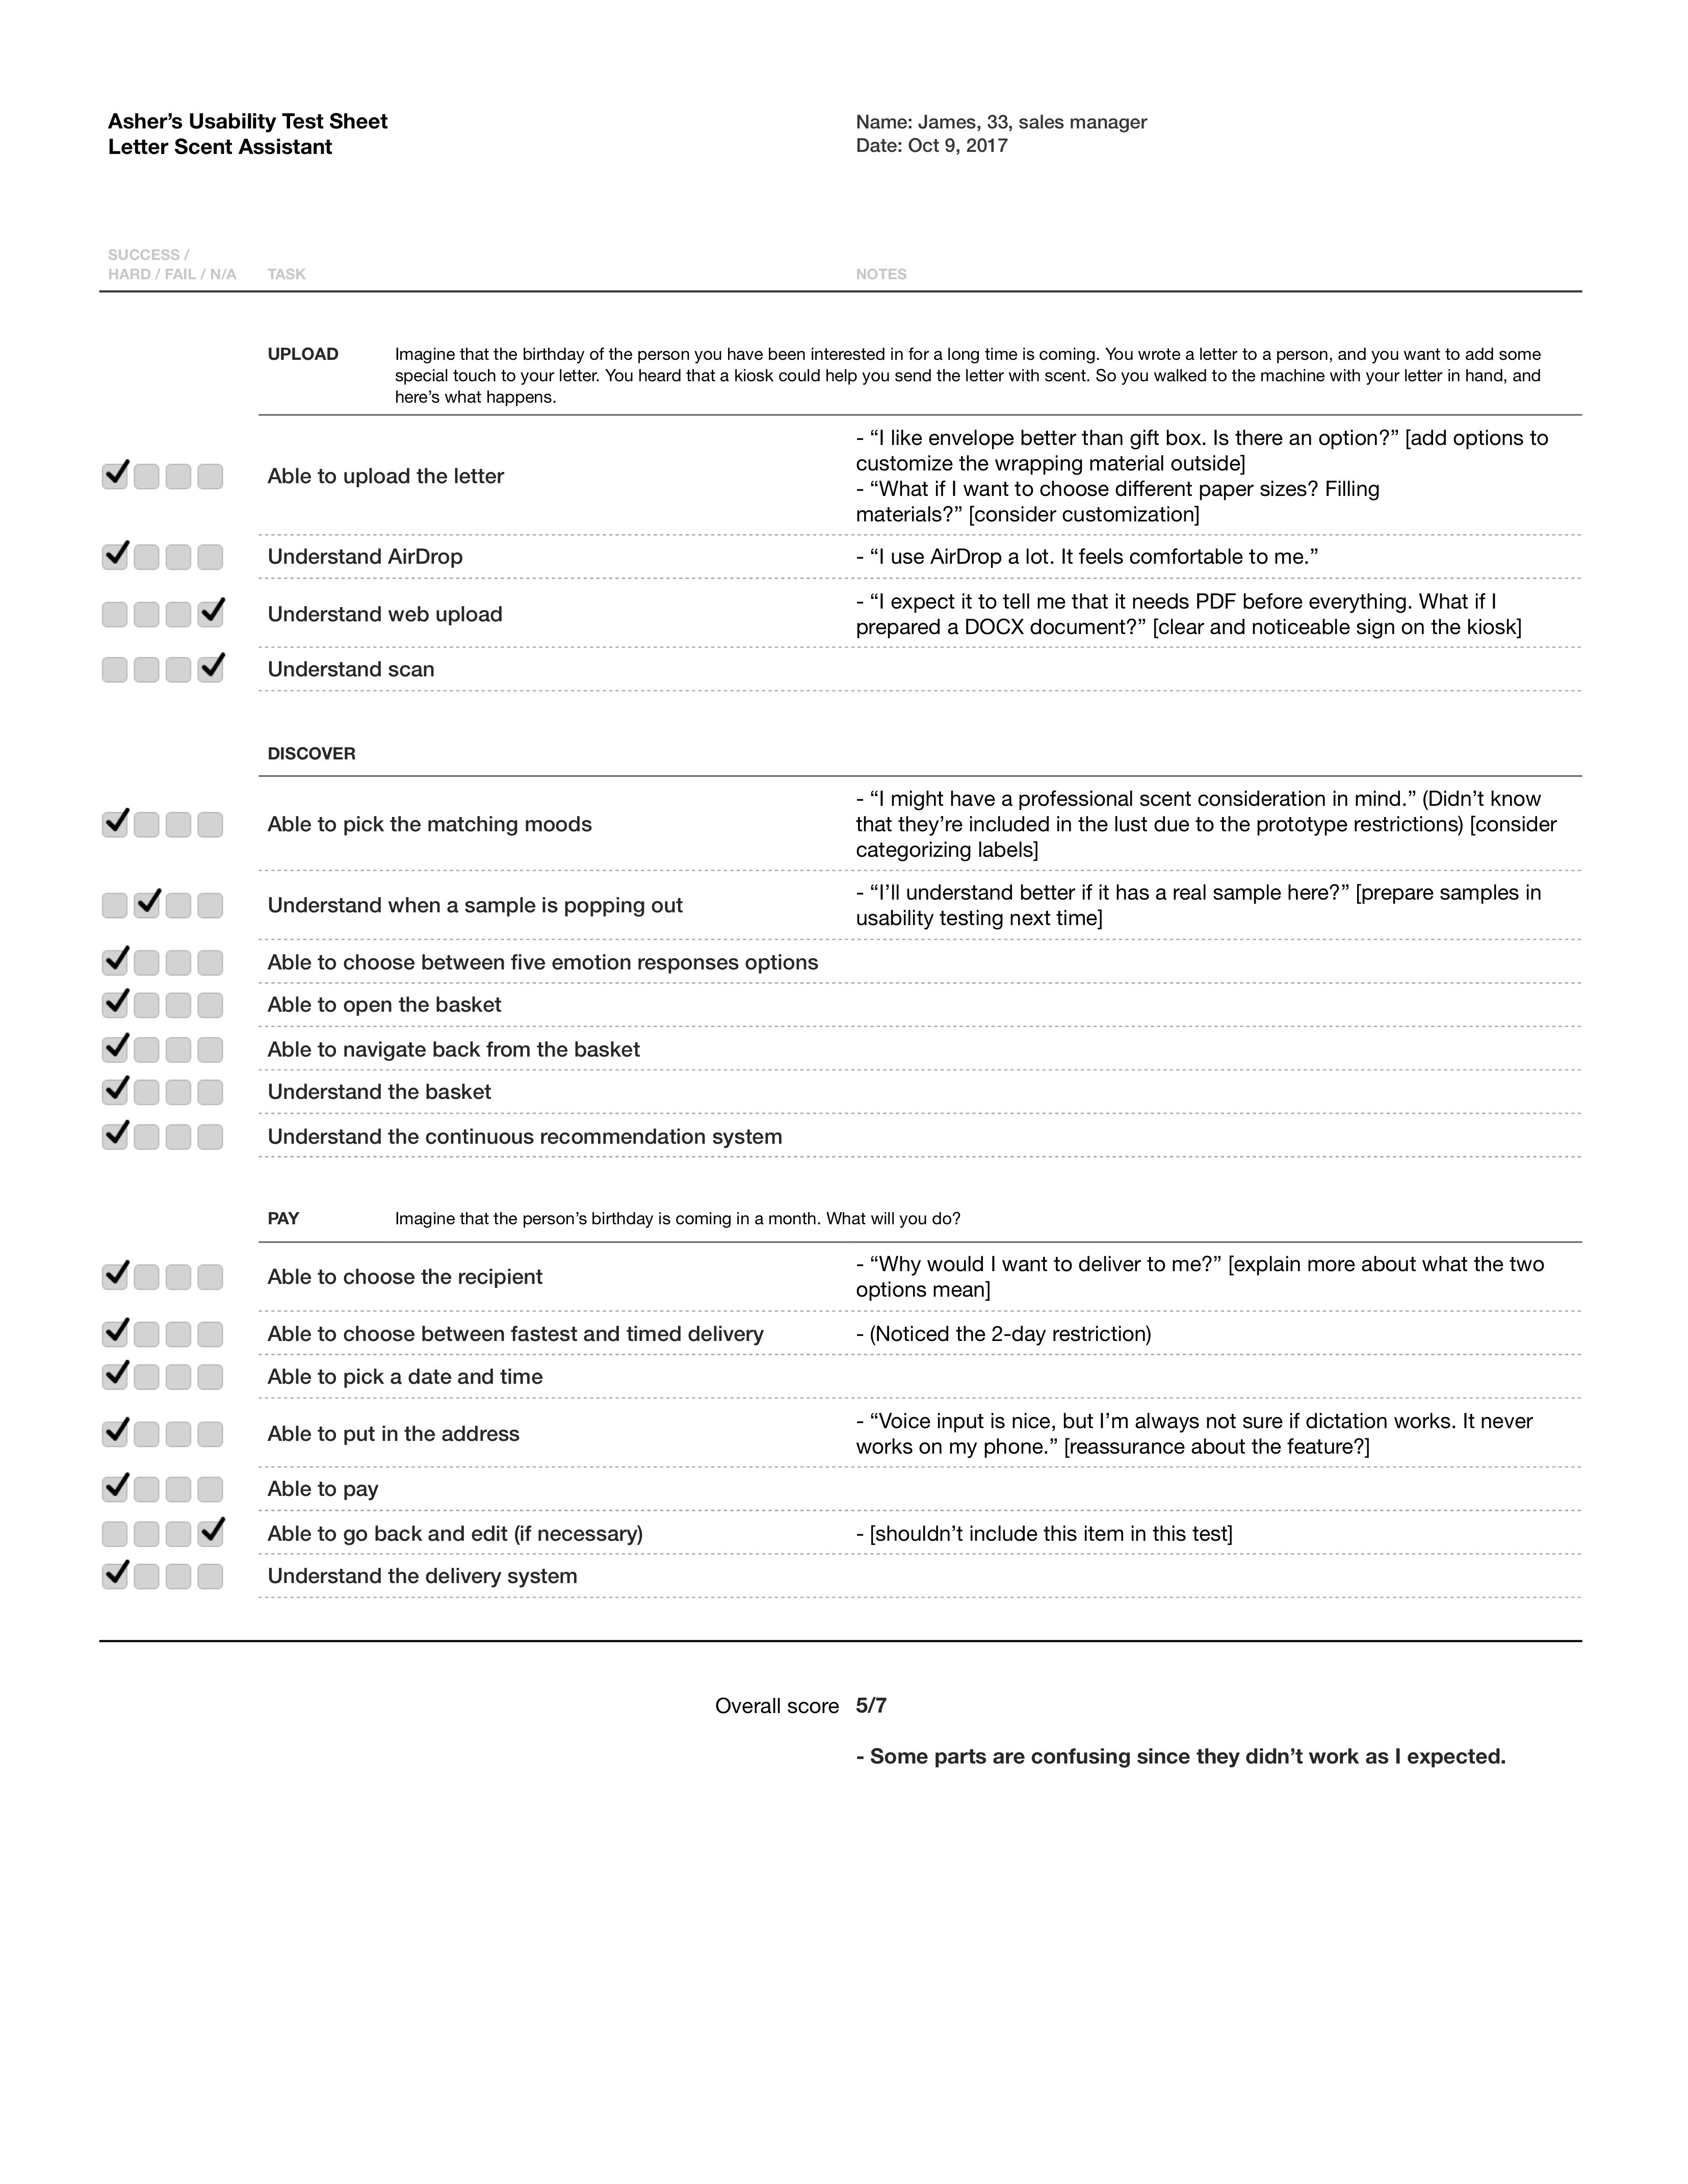 Asher’s Usability Test Sheet
Letter Scent Assistant
Name: James, 33, sales manager
Date: Oct 9, 2017
SUCCESS /
HARD / FAIL / N/A
TASK
NOTES
UPLOAD
Imagine that the birthday of the person you have been interested in for a long time is coming. You wrote a letter to a person, and you want to add some
special touch to your letter. You heard that a kiosk could help you send the letter with scent. So you walked to the machine with your letter in hand, and
here’s what happens.
Able to upload the letter
- “I like envelope better than gift box. Is there an option?” [add options to
customize the wrapping material outside]
- “What if I want to choose different paper sizes? Filling
materials?” [consider customization]
Understand AirDrop
- “I use AirDrop a lot. It feels comfortable to me.”
Understand web upload
- “I expect it to tell me that it needs PDF before everything. What if I
prepared a DOCX document?” [clear and noticeable sign on the kiosk]
Understand scan
DISCOVER
Able to pick the matching moods
- “I might have a professional scent consideration in mind.” (Didn’t know
that they’re included in the lust due to the prototype restrictions) [consider
categorizing labels]
Understand when a sample is popping out
- “I’ll understand better if it has a real sample here?” [prepare samples in
usability testing next time]
Able to choose between five emotion responses options
Able to open the basket
Able to navigate back from the basket
Understand the basket
Understand the continuous recommendation system
PAY
Imagine that the person’s birthday is coming in a month. What will you do?
Able to choose the recipient
- “Why would I want to deliver to me?” [explain more about what the two
options mean]
Able to choose between fastest and timed delivery
- (Noticed the 2-day restriction)
Able to pick a date and time
Able to put in the address
- “Voice input is nice, but I’m always not sure if dictation works. It never
works on my phone.” [reassurance about the feature?]
Able to pay
Able to go back and edit (if necessary)
- [shouldn’t include this item in this test]
Understand the delivery system
Overall score
5/7
- Some parts are confusing since they didn’t work as I expected.